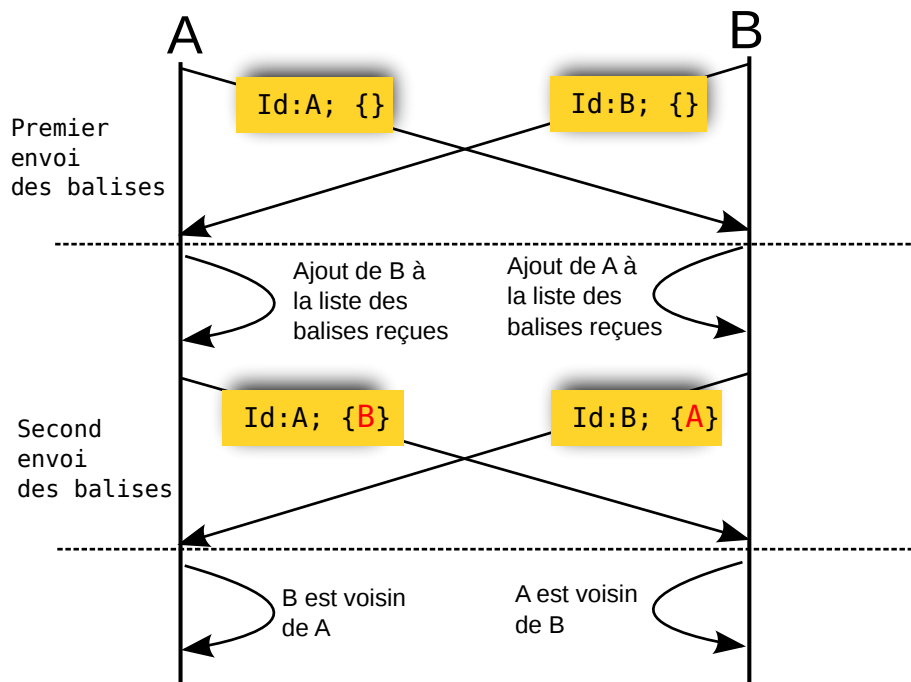 A
B
Id:A; {}
Id:B; {}
Premier
envoi
des balises
Ajout de B à
la liste des
balises reçues
Ajout de A à
la liste des
balises reçues
Id:A; {B}
Id:B; {A}
Second
envoi
des balises
B est voisin
de A
A est voisin
de B